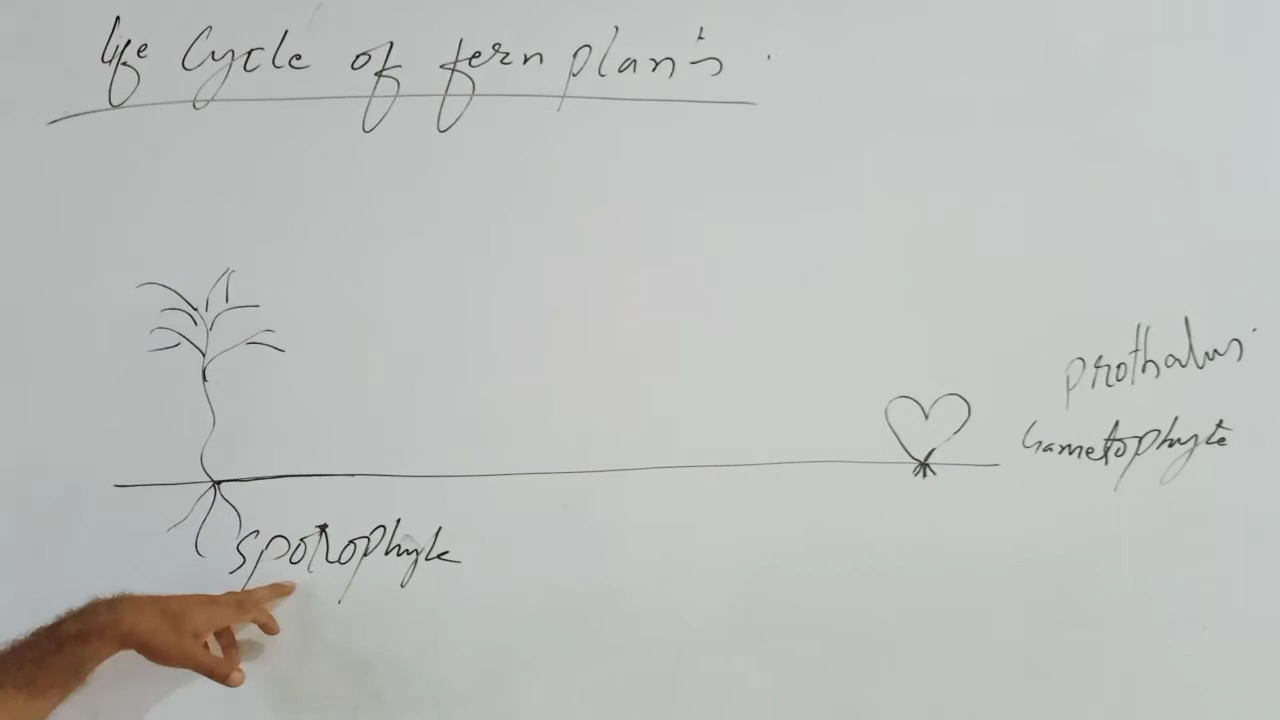 life Cycle of fern plants.
prothalus.
Gametophyte
sporophyte